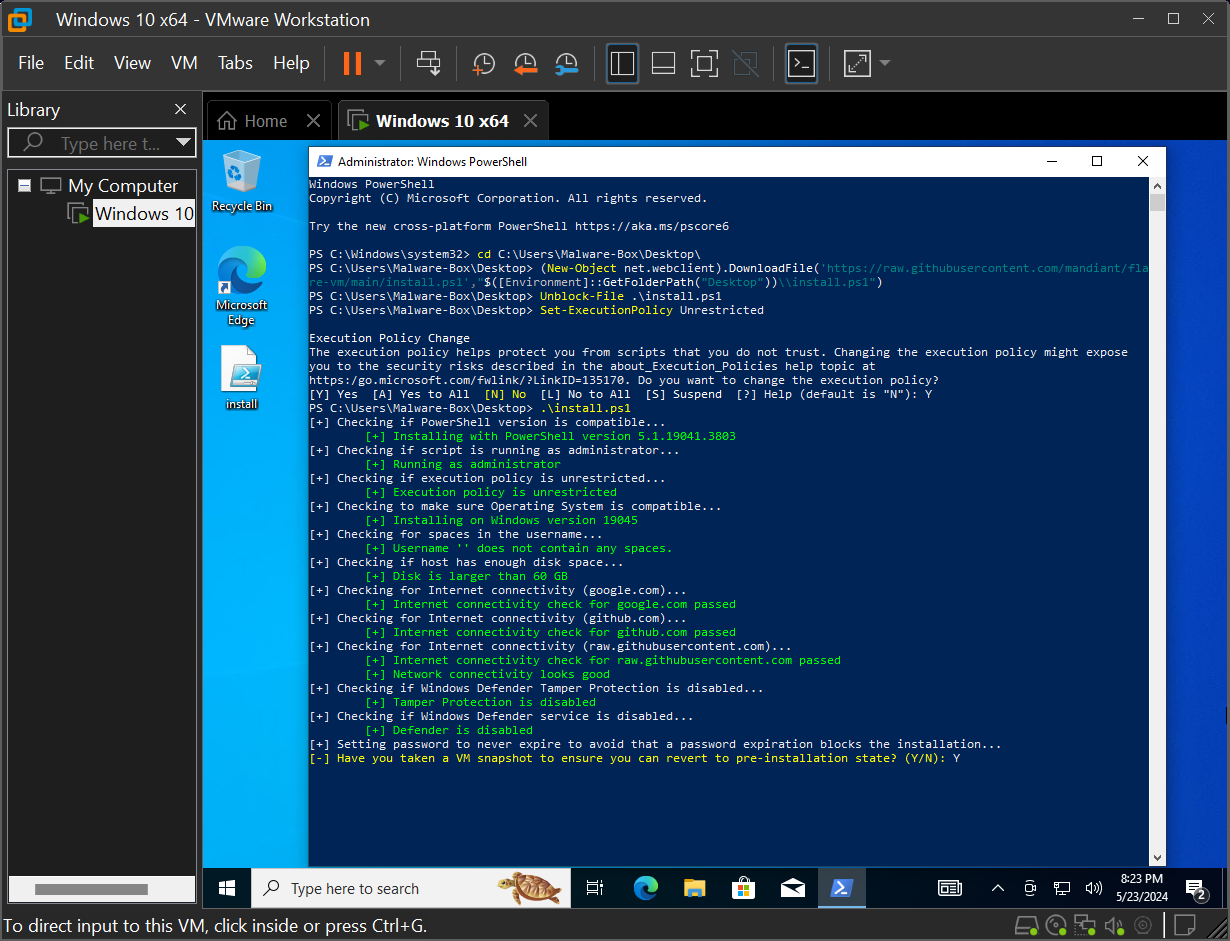 Windows 10 x64 - VMware Workstation
File Edit View VM Tabs Help
Library
Type here t...
My Computer
Windows 10
Home
Windows 10 x64
Recycle Bin
Microsoft
Edge
install
Administrator: Windows PowerShell
Windows PowerShell
Copyright (C) Microsoft Corporation. All rights reserved.
Try the new cross-platform PowerShell https://aka.ms/pscore6
PS C:\Windows\system32> cd C:\Users\Malware-Box\Desktop\
PS C:\Users\Malware-Box\Desktop> (New-Object net.webclient).DownloadFile('https://raw.githubusercontent.com/mandiant/fla
re-vm/main/install.ps1',"$([Environment]::GetFolderPath("Desktop"))\install.ps1")
PS C:\Users\Malware-Box\Desktop> Unblock-File .\install.ps1
PS C:\Users\Malware-Box\Desktop> Set-ExecutionPolicy Unrestricted
Execution Policy Change
The execution policy helps protect you from scripts that you do not trust. Changing the execution policy might expose
you to the security risks described in the about_Execution_Policies help topic at
https:/go.microsoft.com/fwlink/?LinkID=135170. Do you want to change the execution policy?
[Y] Yes [A] Yes to All [N] No [L] No to All [S] Suspend [?] Help (default is "N"): Y
PS C:\Users\Malware-Box\Desktop> .\install.ps1
[+] Checking if PowerShell version is compatible...
[+] Installing with PowerShell version 5.1.19041.3803
[+] Checking if script is running as administrator...
[+] Running as administrator
[+] Checking if execution policy is unrestricted...
[+] Execution policy is unrestricted
[+] Checking to make sure Operating System is compatible...
[+] Installing on Windows version 19045
[+] Checking for spaces in the username...
[+] Username '' does not contain any spaces.
[+] Checking if host has enough disk space...
[+] Disk is larger than 60 GB
[+] Checking for Internet connectivity (google.com)...
[+] Internet connectivity check for google.com passed
[+] Checking for Internet connectivity (github.com)...
[+] Internet connectivity check for github.com passed
[+] Checking for Internet connectivity (raw.githubusercontent.com)...
[+] Internet connectivity check for raw.githubusercontent.com passed
[+] Network connectivity looks good
[+] Checking if Windows Defender Tamper Protection is disabled...
[+] Tamper Protection is disabled
[+] Checking if Windows Defender service is disabled...
[+] Defender is disabled
[+] Setting password to never expire to avoid that a password expiration blocks the installation...
[-] Have you taken a VM snapshot to ensure you can revert to pre-installation state? (Y/N): Y
Type here to search
8:23 PM
5/23/2024
2
To direct input to this VM, click inside or press Ctrl+G.